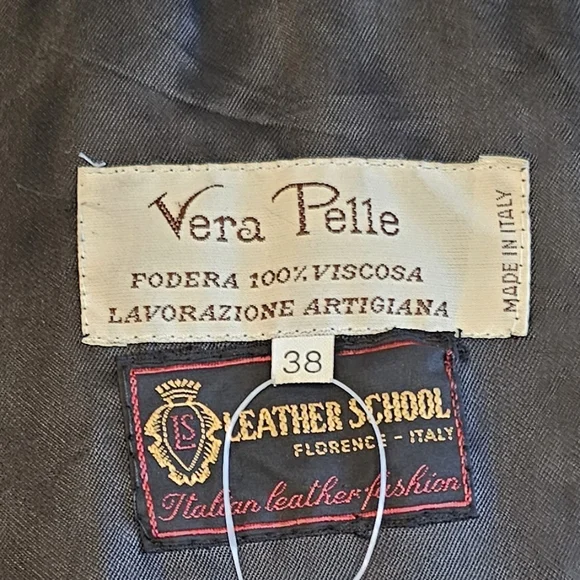 Vera Pelle
FODERA 100% VISCOSA
LAVORAZIONE ARTIGIANA
MADE IN ITALY
38
LS
LEATHER SCHOOL
FLORENCE - ITALY
Italian leather fashion